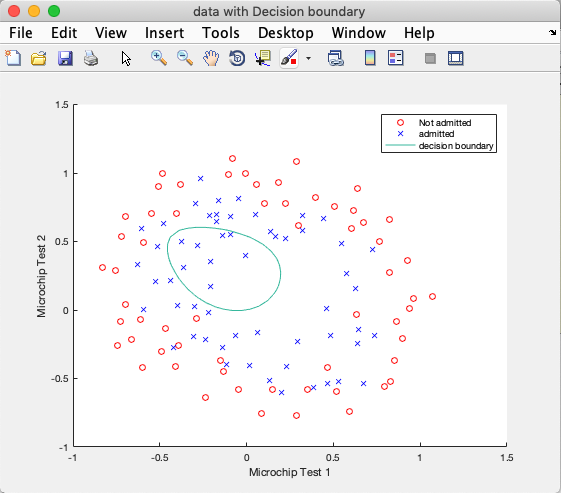 data with Decision boundary
File Edit View Insert Tools Desktop Window Help
Not admitted
admitted
decision boundary
1.5
1
0.5
0
-0.5
-1
Microchip Test 2
-1 -0.5 0 0.5 1 1.5
Microchip Test 1